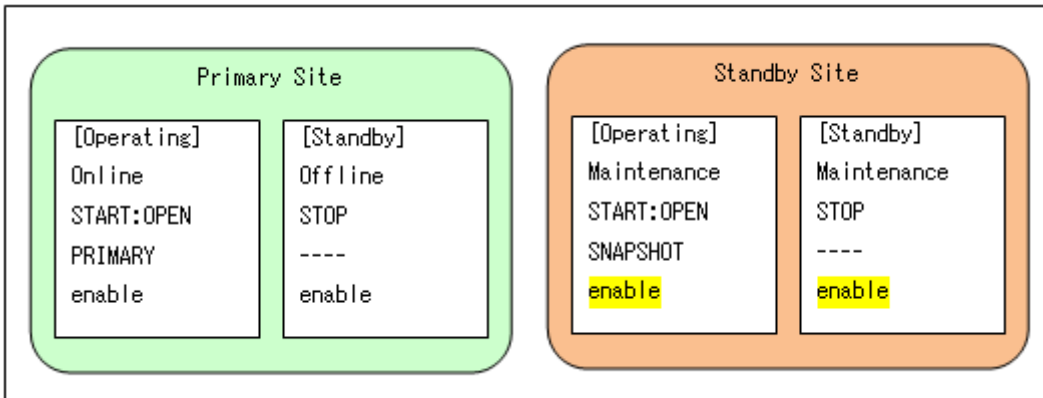 Primary Site
[Operating]
Online
START:OPEN
PRIMARY
enable
[Standby]
Offline
STOP
----
enable
Standby Site
[Operating]
Maintenance
START:OPEN
SNAPSHOT
enable
[Standby]
Maintenance
STOP
----
enable